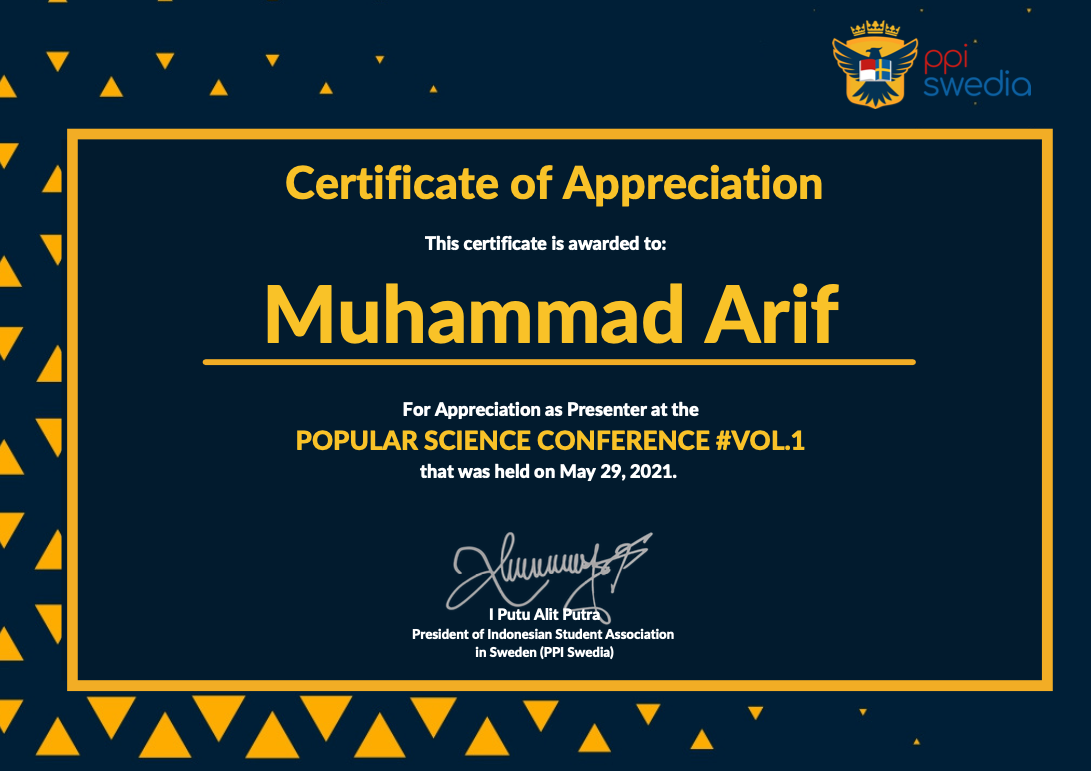 ppi
swedia
Certificate of Appreciation
This certificate is awarded to:
Muhammad Arif
For Appreciation as Presenter at the
POPULAR SCIENCE CONFERENCE #VOL.1
that was held on May 29, 2021.
I Putu Alit Putra
President of Indonesian Student Association
in Sweden (PPI Swedia)